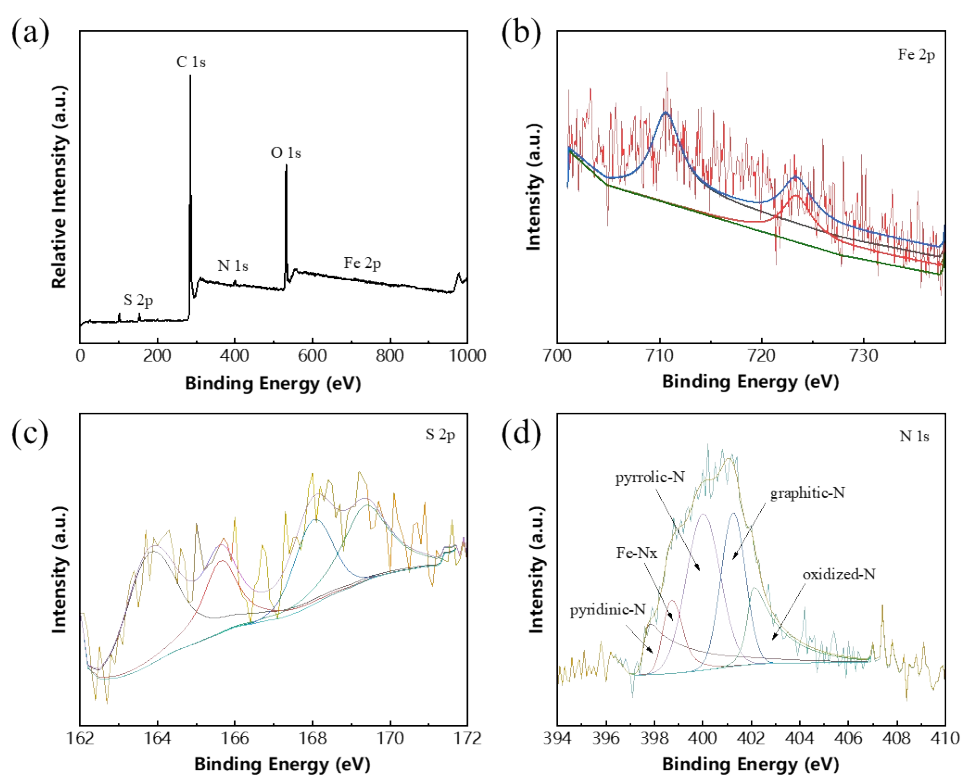 (a)
C 1s
O 1s
N 1s
Fe 2p
S 2p
Relative Intensity (a.u.)
0 200 400 600 800 1000
Binding Energy (eV)
(b)
Fe 2p
Intensity (a.u.)
700 710 720 730
Binding Energy (eV)
(c)
S 2p
Intensity (a.u.)
162 164 166 168 170 172
Binding Energy (eV)
(d)
N 1s
pyrrolic-N
graphitic-N
Fe-Nx
oxidized-N
pyridinic-N
Intensity (a.u.)
394 396 398 400 402 404 406 408 410
Binding Energy (eV)